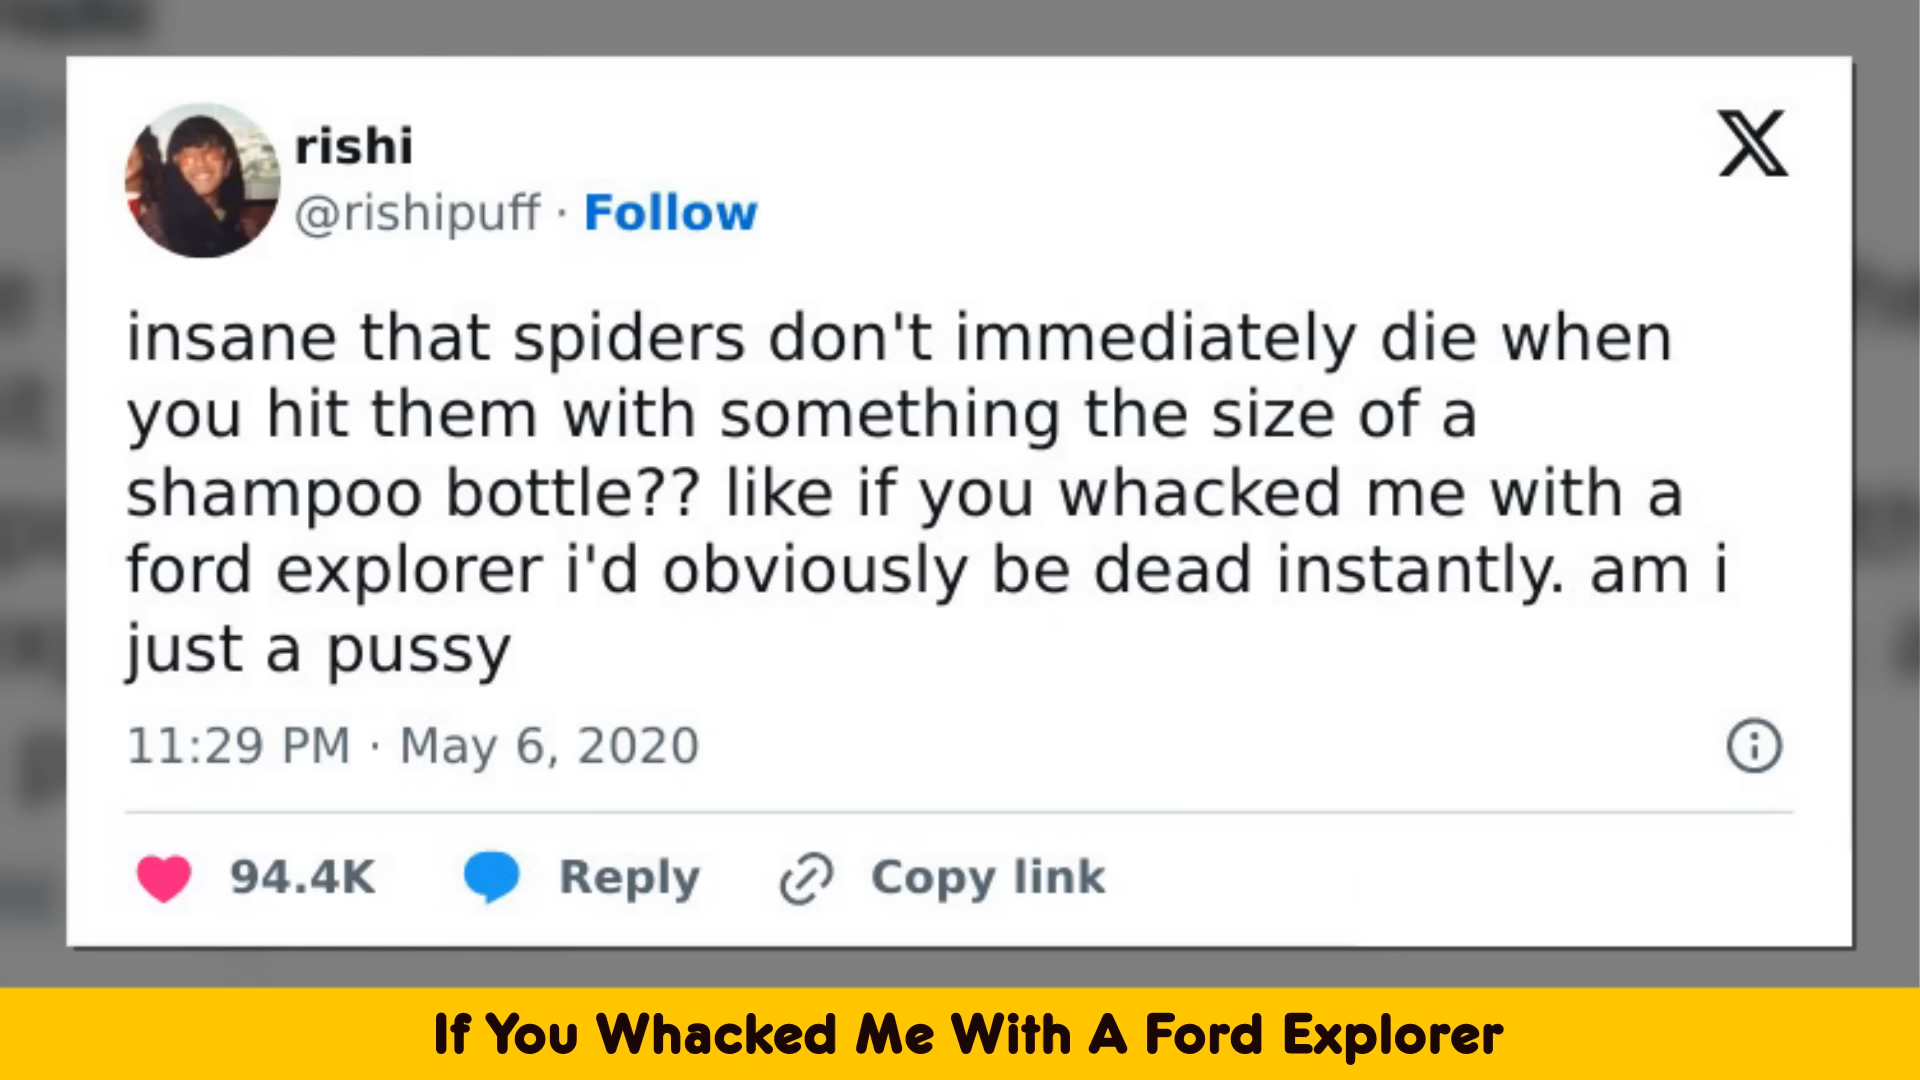 rishi
@rishipuff · Follow
insane that spiders don't immediately die when
you hit them with something the size of a
shampoo bottle?? like if you whacked me with a
ford explorer i'd obviously be dead instantly. am i
just a pussy
11:29 PM · May 6, 2020
94.4K Reply Copy link
If You Whacked Me With A Ford Explorer